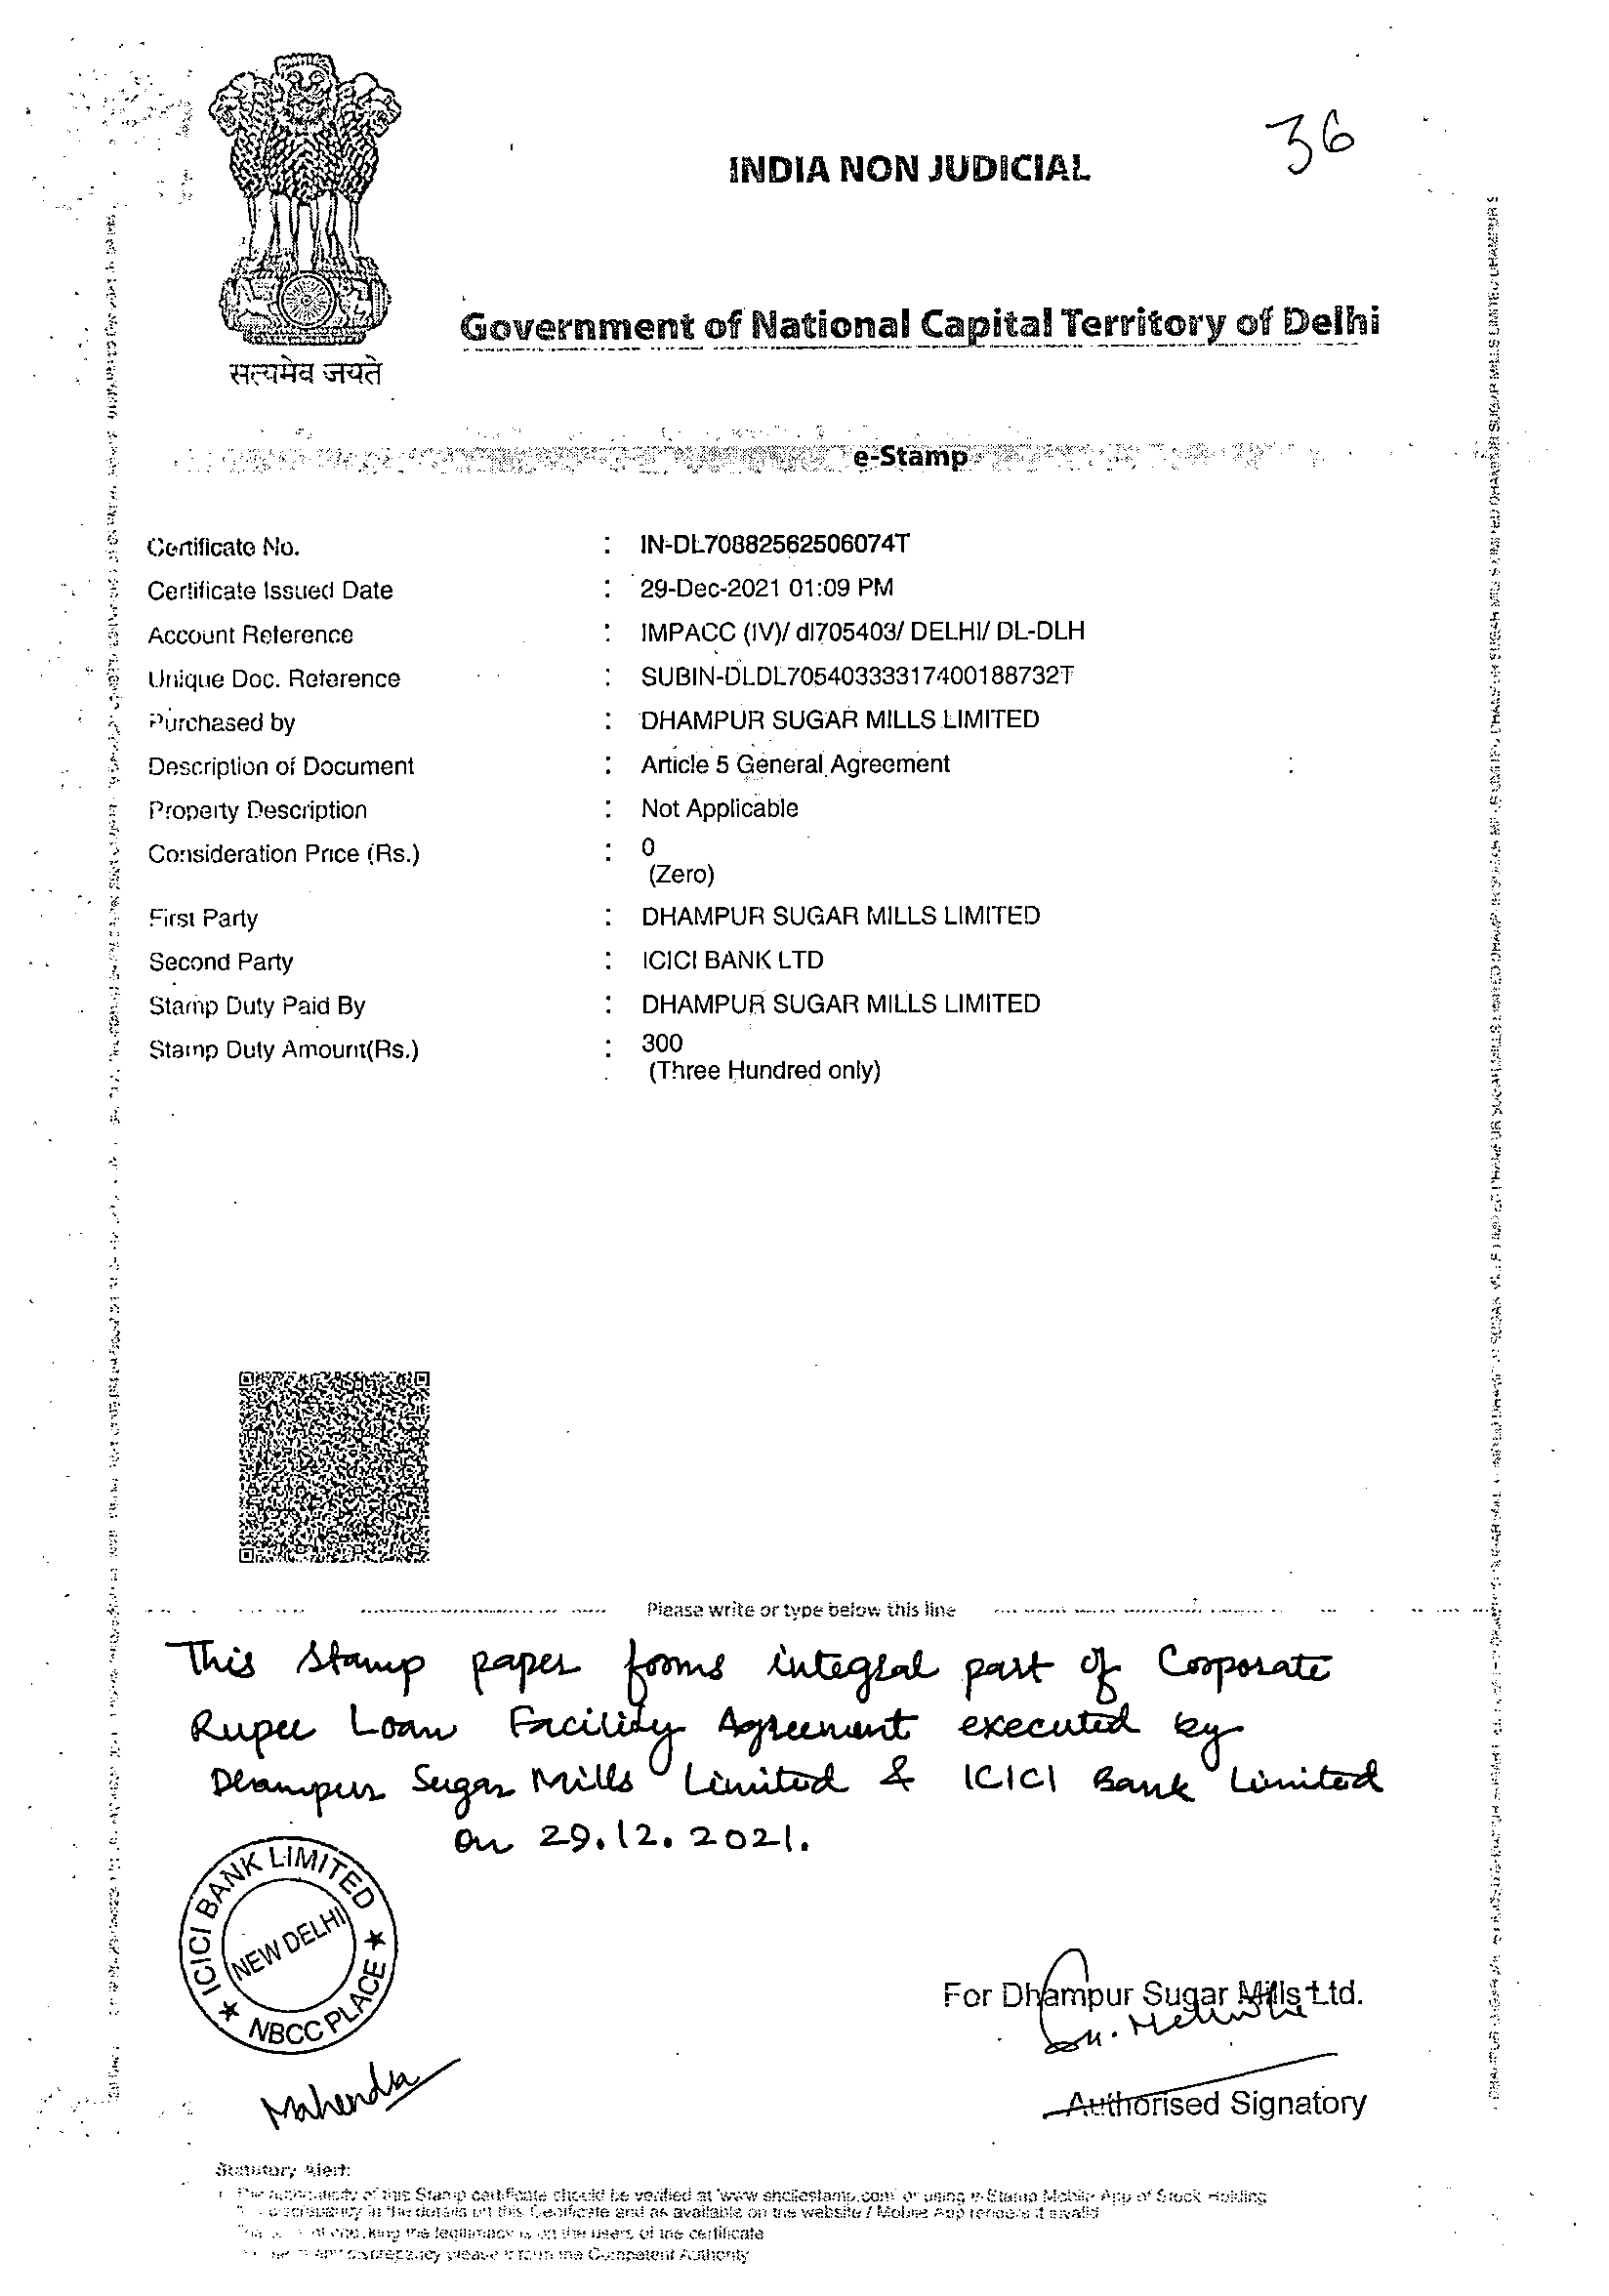 36
INDIA NON JUDICIAL
Government of National Capital Territory of Delhi
सत्यमेव जयते
e-Stamp
Certificate No. : IN-DL70882562506074T
Certificate Issued Date : 29-Dec-2021 01:09 PM
Account Reference : IMPACC (IV)/ dl705403/ DELHI/ DL-DLH
Unique Doc. Reference : SUBIN-DLDL70540333317400188732T
Purchased by : DHAMPUR SUGAR MILLS LIMITED
Description of Document : Article 5 General Agreement
Property Description : Not Applicable
Consideration Price (Rs.) : 0
(Zero)
First Party : DHAMPUR SUGAR MILLS LIMITED
Second Party : ICICI BANK LTD
Stamp Duty Paid By : DHAMPUR SUGAR MILLS LIMITED
Stamp Duty Amount(Rs.) : 300
(Three Hundred only)
Please write or type below this line
This stamp paper forms integral part of Corporate
Rupee Loan Facility Agreement executed by
Dhampur Sugar Mills Limited & ICICI Bank Limited
on 29.12.2021.
ICICI BANK LIMITED
NEW DELHI
★ NBCC PLACE ★
Mahendra
For Dhampur Sugar Mills Ltd.
Authorised Signatory
Statutory Alert:
The authenticity of this Stamp certificate should be verified at 'www.shcilestamp.com' or using e-Stamp Mobile App of Stock Holding
discrepancy in the details on this Certificate and as available on the website / Mobile App renders it invalid
checking the legitimacy is on the users of the certificate
discrepancy please inform the Competent Authority